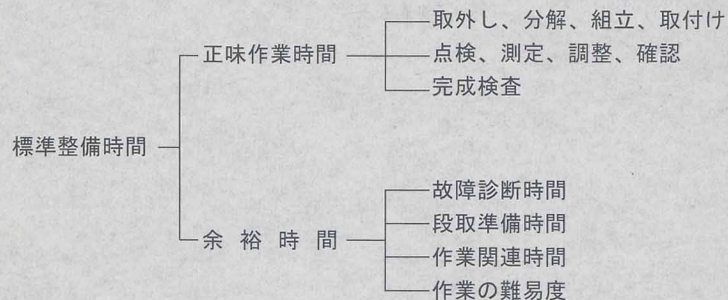 標準整備時間
正味作業時間
取外し、分解、組立、取付け
点検、測定、調整、確認
完成検査
余裕時間
故障診断時間
段取準備時間
作業関連時間
作業の難易度